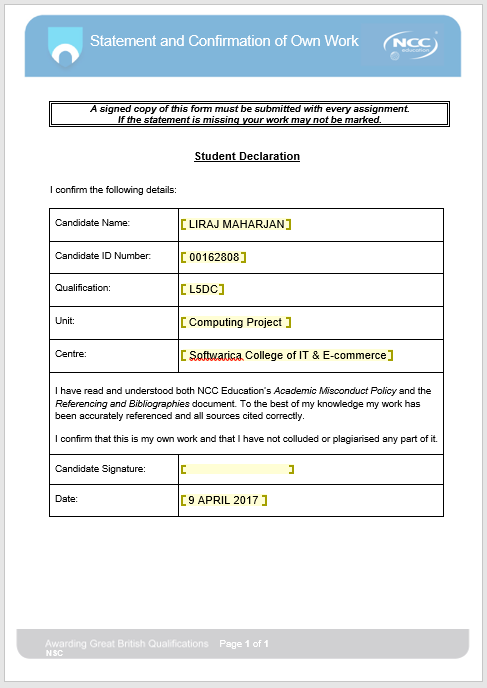 Statement and Confirmation of Own Work
NCC
education
A signed copy of this form must be submitted with every assignment.
If the statement is missing your work may not be marked.
Student Declaration
I confirm the following details:
Candidate Name: LIRAJ MAHARJAN
Candidate ID Number: 00162808
Qualification: L5DC
Unit: Computing Project
Centre: Softwarica College of IT & E-commerce
I have read and understood both NCC Education's Academic Misconduct Policy and the
Referencing and Bibliographies document. To the best of my knowledge my work has
been accurately referenced and all sources cited correctly.
I confirm that this is my own work and that I have not colluded or plagiarised any part of it.
Candidate Signature:
Date: 9 APRIL 2017
Awarding Great British Qualifications Page 1 of 1
N$C